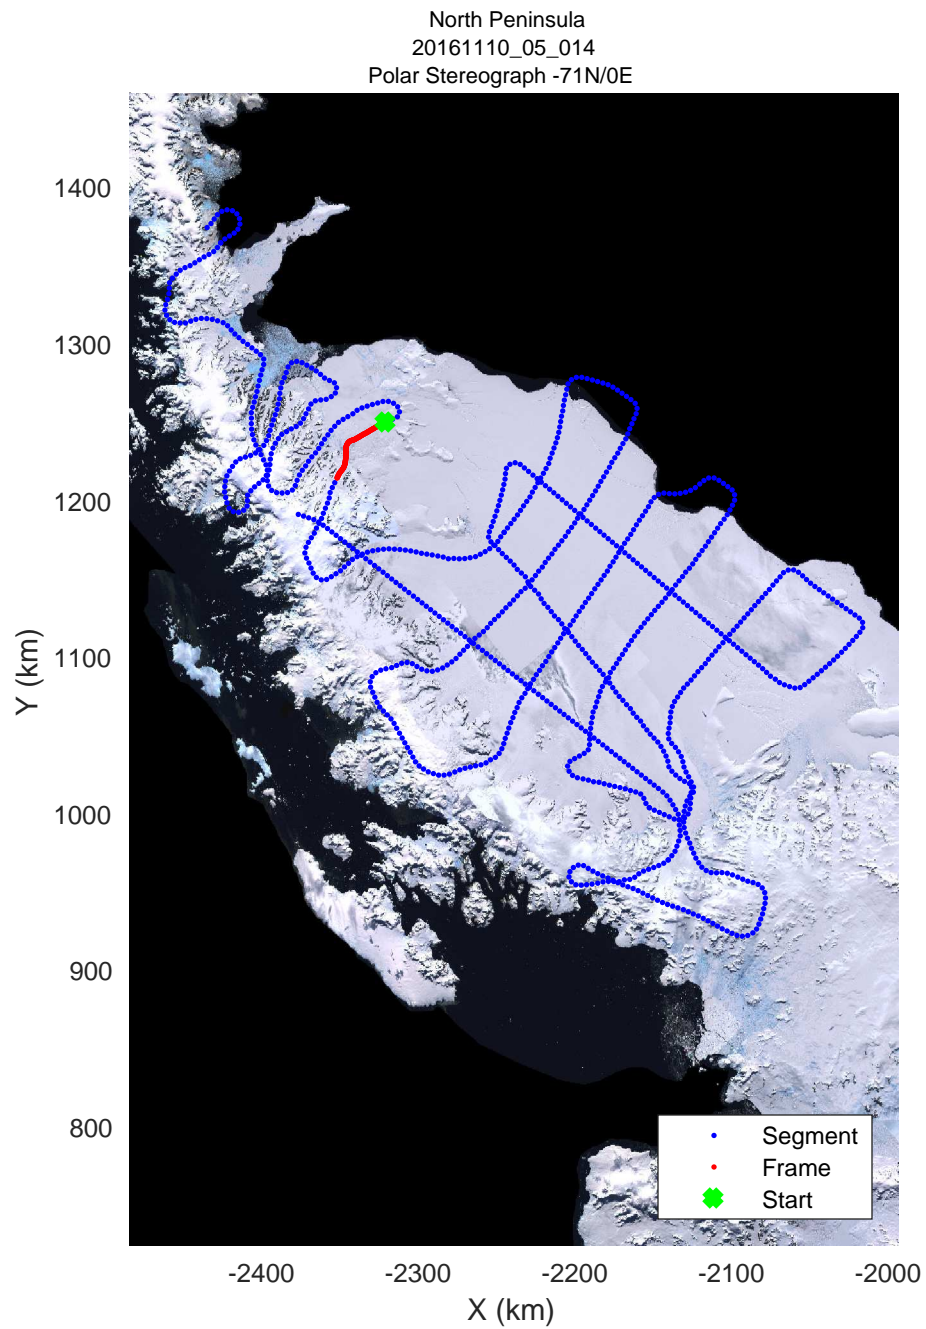 North Peninsula
20161110_05_014
Polar Stereograph -71N/0E
1400
1300
1200
1100
1000
900
800
Y (km)
Segment
Frame
Start
-2400 -2300 -2200 -2100 -2000
X (km)